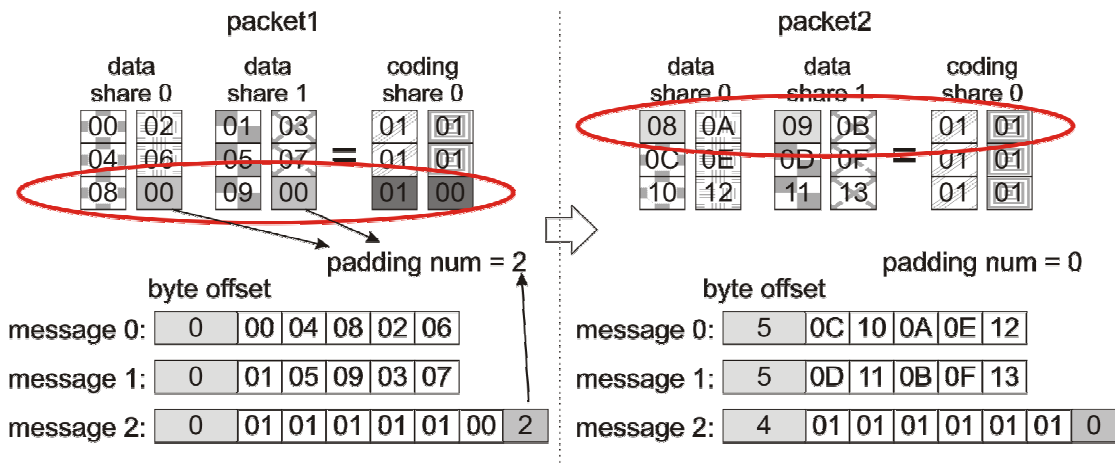 packet1
data share 0
data share 1
coding share 0
00 02 01 03 01 01
04 06 05 07 = 01 01
08 00 09 00 01 00
padding num = 2
byte offset
message 0: 0 00 04 08 02 06
message 1: 0 01 05 09 03 07
message 2: 0 01 01 01 01 01 00 2
packet2
data share 0
data share 1
coding share 0
08 0A 09 0B 01 01
0C 0E 0D 0F = 01 01
10 12 11 13 01 01
padding num = 0
byte offset
message 0: 5 0C 10 0A 0E 12
message 1: 5 0D 11 0B 0F 13
message 2: 4 01 01 01 01 01 01 0